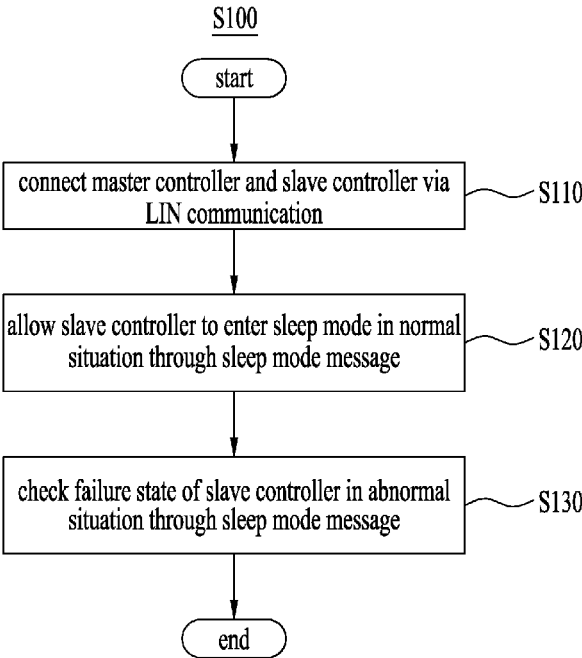 S100
start
connect master controller and slave controller via
LIN communication
S110
allow slave controller to enter sleep mode in normal
situation through sleep mode message
S120
check failure state of slave controller in abnormal
situation through sleep mode message
S130
end